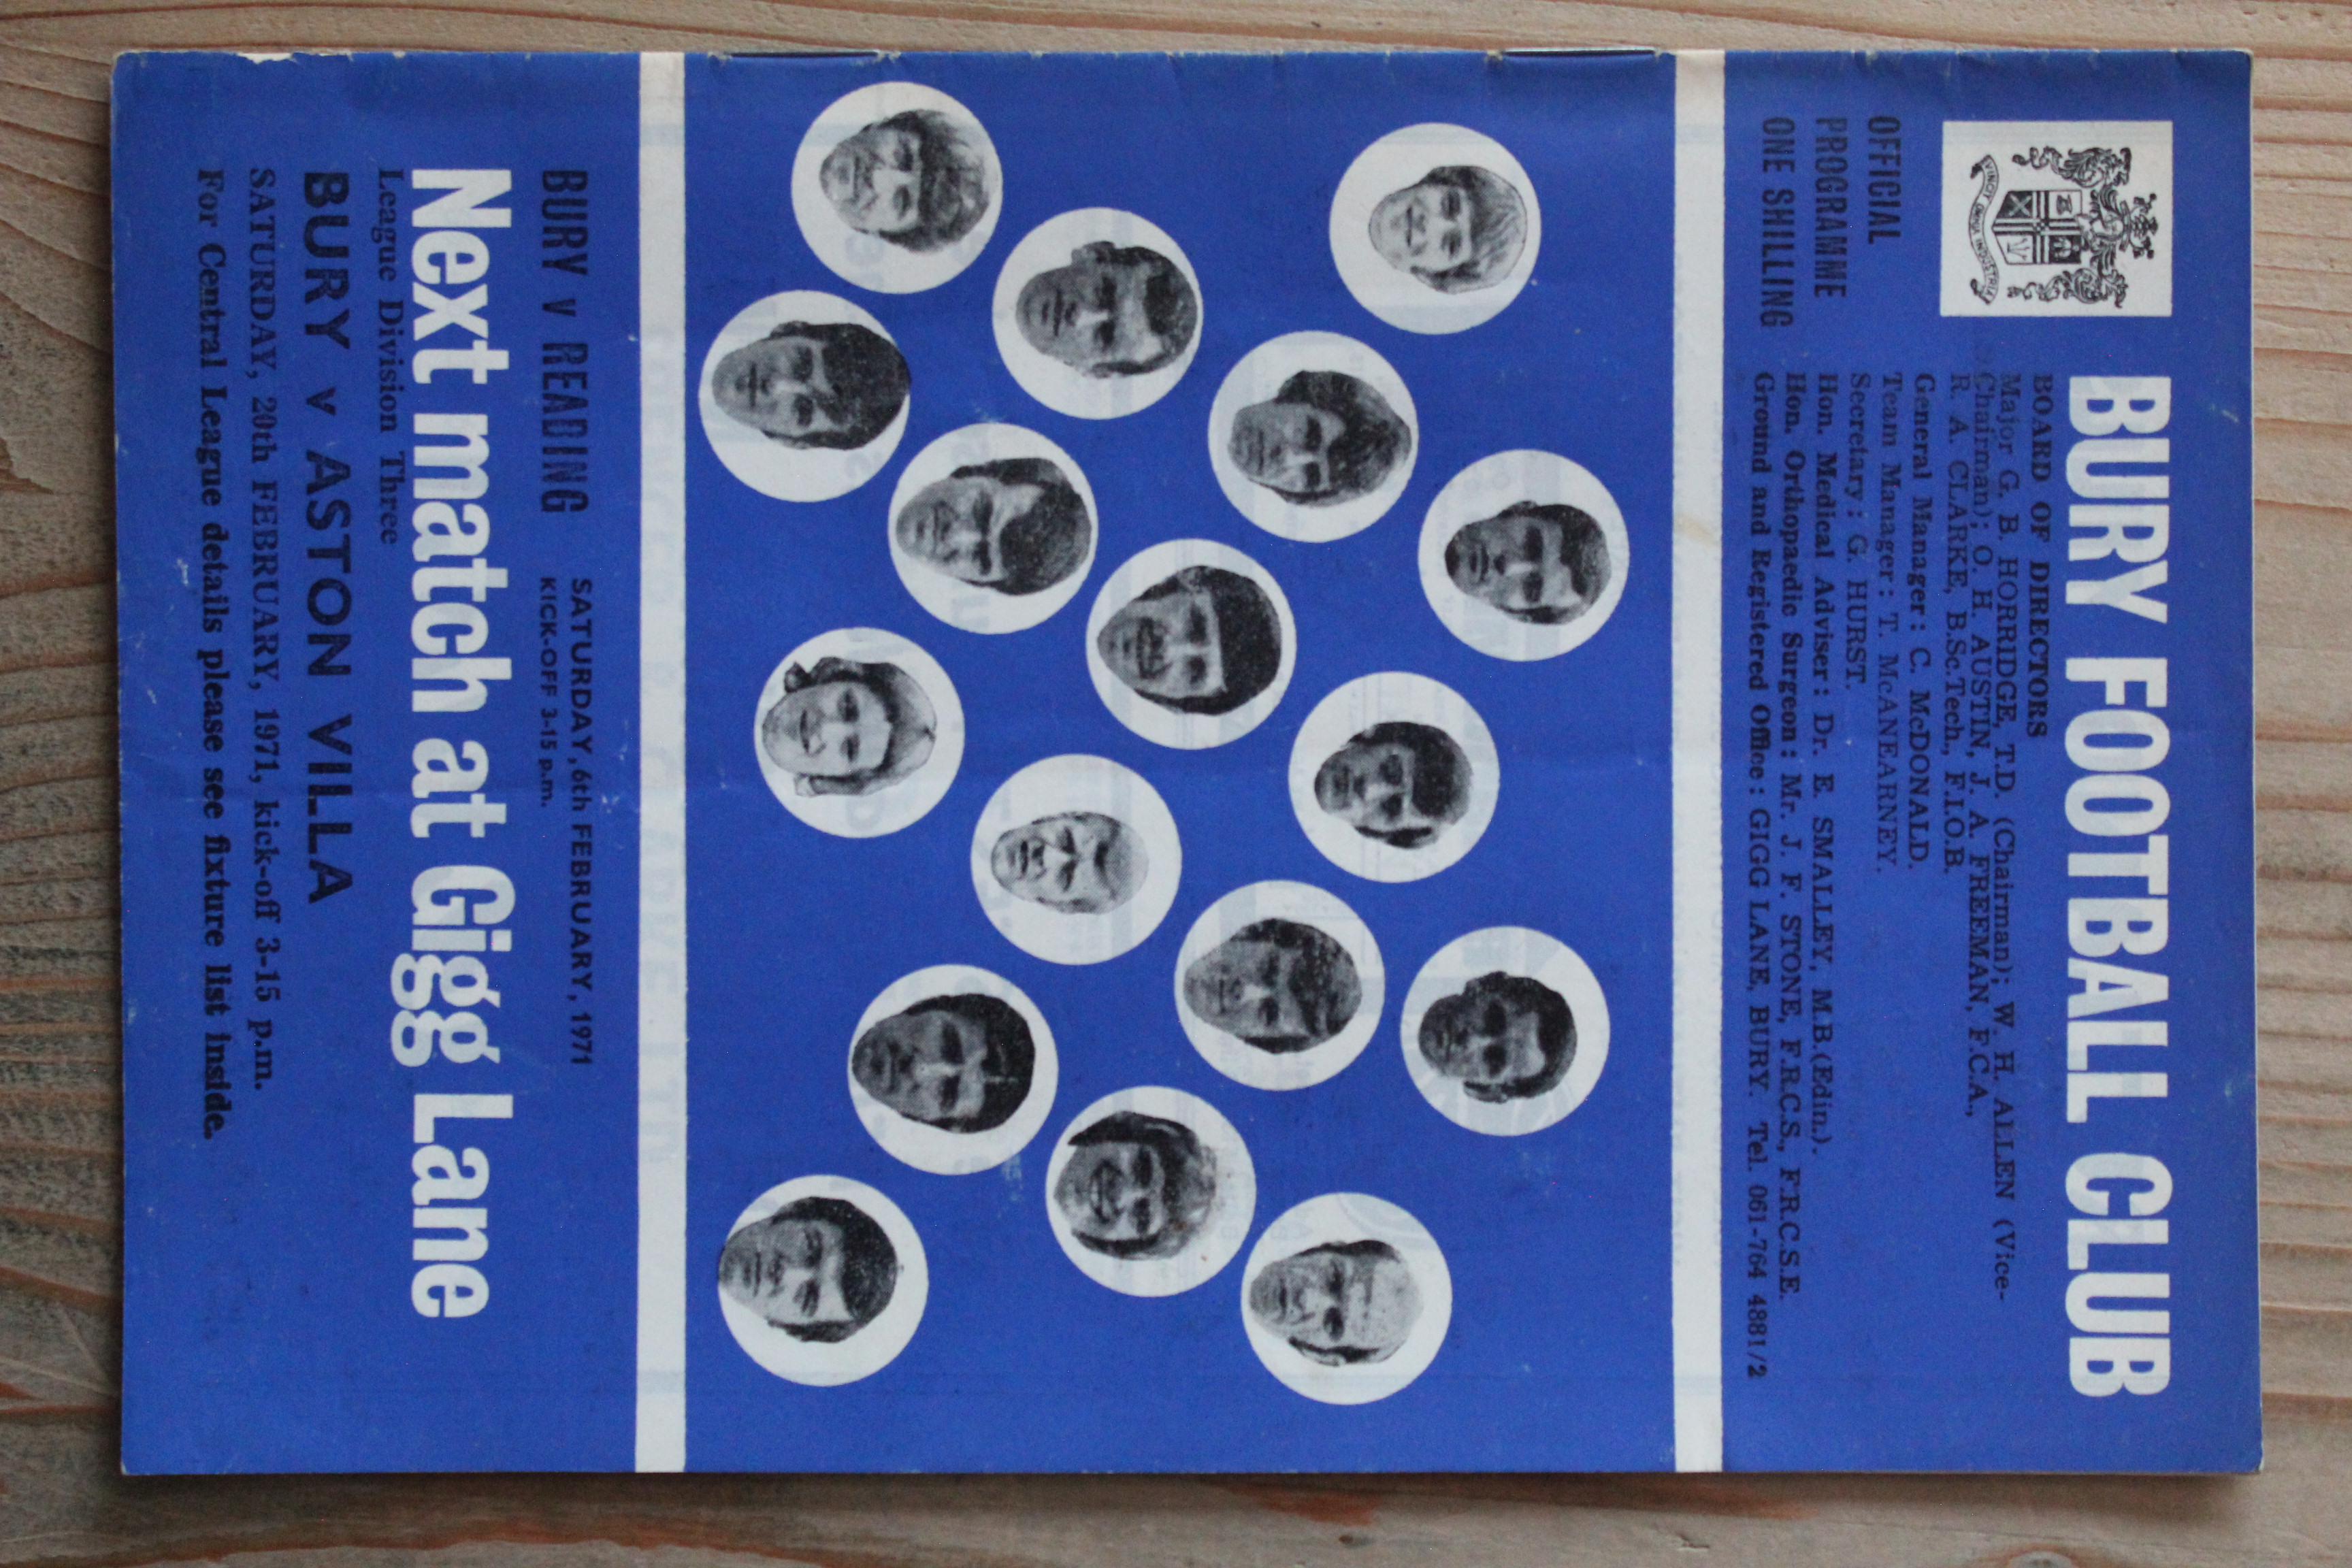 BURY FOOTBALL CLUB
VINCIT OMNIA INDUSTRIA
OFFICIAL
PROGRAMME
ONE SHILLING
BOARD OF DIRECTORS
Major G. B. HORRIDGE, T.D. (Chairman); W. H. ALLEN (Vice-
Chairman); O. H. AUSTIN, J. A. FREEMAN, F.C.A.,
R. A. CLARKE, B.Sc.Tech., F.I.O.B.
General Manager: C. McDONALD.
Team Manager: T. McANEARNEY.
Secretary: G. HURST.
Hon. Medical Adviser: Dr. E. SMALLEY, M.B.(Edin.).
Hon. Orthopaedic Surgeon: Mr. J. F. STONE, F.R.C.S., F.R.C.S.E.
Ground and Registered Office: GIGG LANE, BURY. Tel. 061-764 4881/2
BURY v READING
SATURDAY, 6th FEBRUARY, 1971
KICK-OFF 3-15 p.m.
Next match at Gigg Lane
League Division Three
BURY v ASTON VILLA
SATURDAY, 20th FEBRUARY, 1971, kick-off 3-15 p.m.
For Central League details please see fixture list inside.